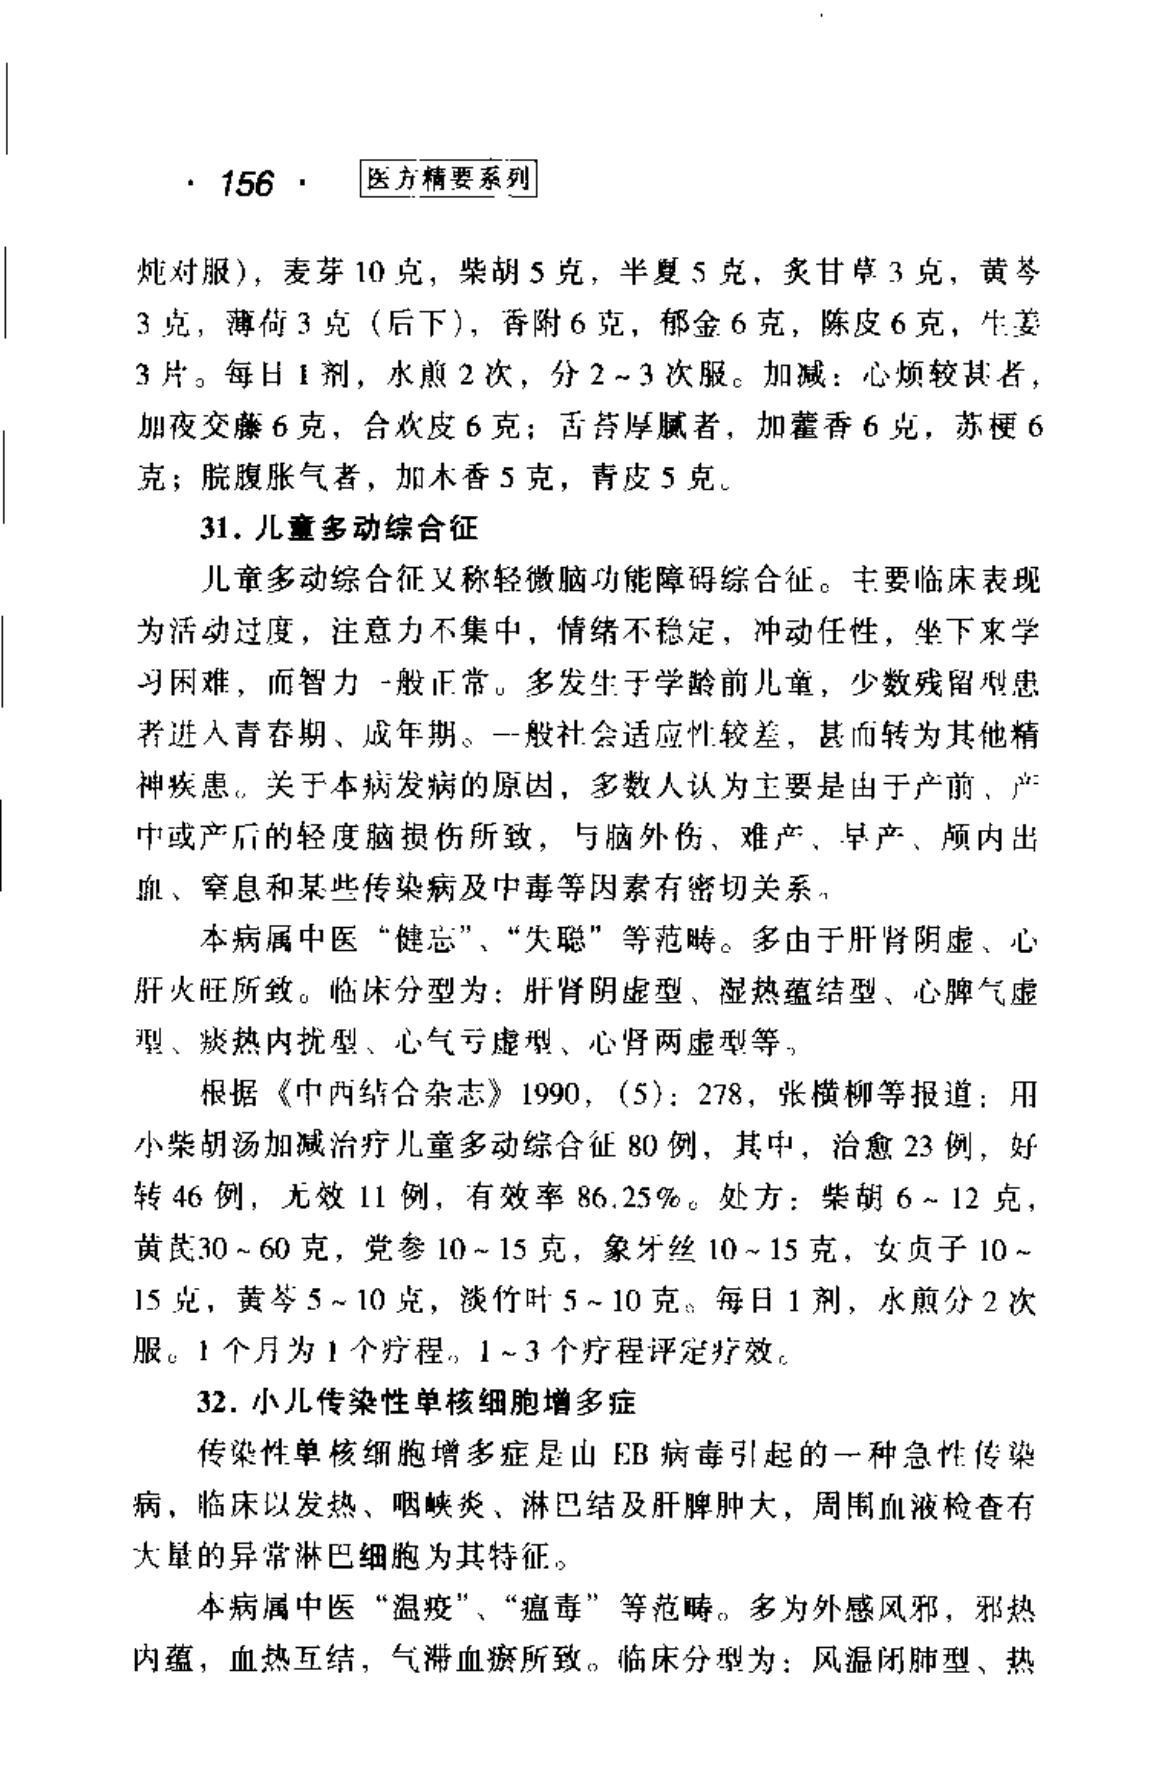 · 156 · 医方精要系列
炖对服），麦芽 10 克，柴胡 5 克，半夏 5 克，炙甘草 3 克，黄芩
3 克，薄荷 3 克（后下），香附 6 克，郁金 6 克，陈皮 6 克，生姜
3 片。每日 1 剂，水煎 2 次，分 2～3 次服。加减：心烦较甚者，
加夜交藤 6 克，合欢皮 6 克；舌苔厚腻者，加藿香 6 克，苏梗 6
克；脘腹胀气者，加木香 5 克，青皮 5 克。
31. 儿童多动综合征
儿童多动综合征又称轻微脑功能障碍综合征。主要临床表现
为活动过度，注意力不集中，情绪不稳定，冲动任性，坐下来学
习困难，而智力一般正常。多发生于学龄前儿童，少数残留型患
者进入青春期、成年期。一般社会适应性较差，甚而转为其他精
神疾患。关于本病发病的原因，多数人认为主要是由于产前、产
中或产后的轻度脑损伤所致，与脑外伤、难产、早产、颅内出
血、窒息和某些传染病及中毒等因素有密切关系。
本病属中医“健忘”、“失聪”等范畴。多由于肝肾阴虚、心
肝火旺所致。临床分型为：肝肾阴虚型、湿热蕴结型、心脾气虚
型、痰热内扰型、心气亏虚型、心肾两虚型等。
根据《中西结合杂志》1990，（5）：278，张横柳等报道：用
小柴胡汤加减治疗儿童多动综合征 80 例，其中，治愈 23 例，好
转 46 例，无效 11 例，有效率 86.25%。处方：柴胡 6～12 克，
黄芪30～60 克，党参 10～15 克，象牙丝 10～15 克，女贞子 10～
15 克，黄芩 5～10 克，淡竹叶 5～10 克。每日 1 剂，水煎分 2 次
服。1 个月为 1 个疗程。1～3 个疗程评定疗效。
32. 小儿传染性单核细胞增多症
传染性单核细胞增多症是由 EB 病毒引起的一种急性传染
病，临床以发热、咽峡炎、淋巴结及肝脾肿大，周围血液检查有
大量的异常淋巴细胞为其特征。
本病属中医“温疫”、“瘟毒”等范畴。多为外感风邪，邪热
内蕴，血热互结，气滞血瘀所致。临床分型为：风温闭肺型、热